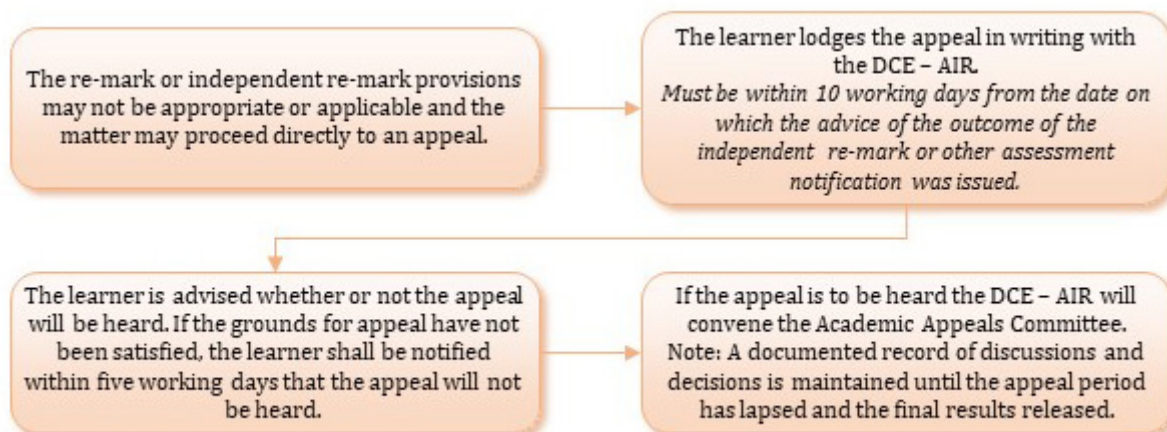 The re-mark or independent re-mark provisions
may not be appropriate or applicable and the
matter may proceed directly to an appeal.
The learner lodges the appeal in writing with
the DCE – AIR.
Must be within 10 working days from the date on
which the advice of the outcome of the
independent re-mark or other assessment
notification was issued.
The learner is advised whether or not the appeal
will be heard. If the grounds for appeal have not
been satisfied, the learner shall be notified
within five working days that the appeal will not
be heard.
If the appeal is to be heard the DCE – AIR will
convene the Academic Appeals Committee.
Note: A documented record of discussions and
decisions is maintained until the appeal period
has lapsed and the final results released.